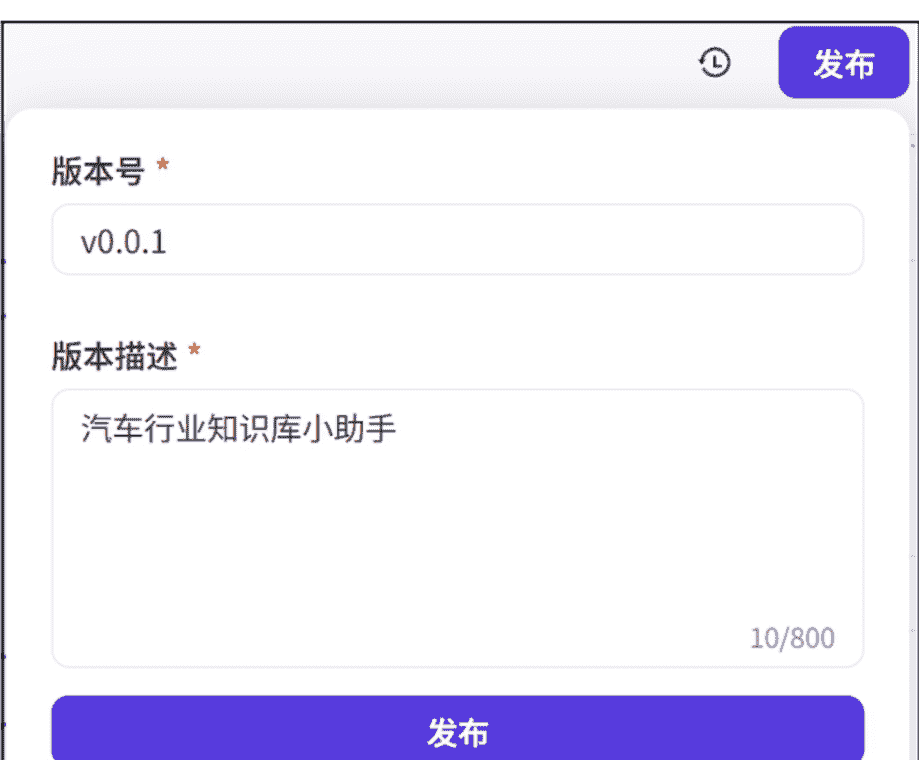 发布
版本号 *
v0.0.1
版本描述 *
汽车行业知识库小助手
10/800
发布